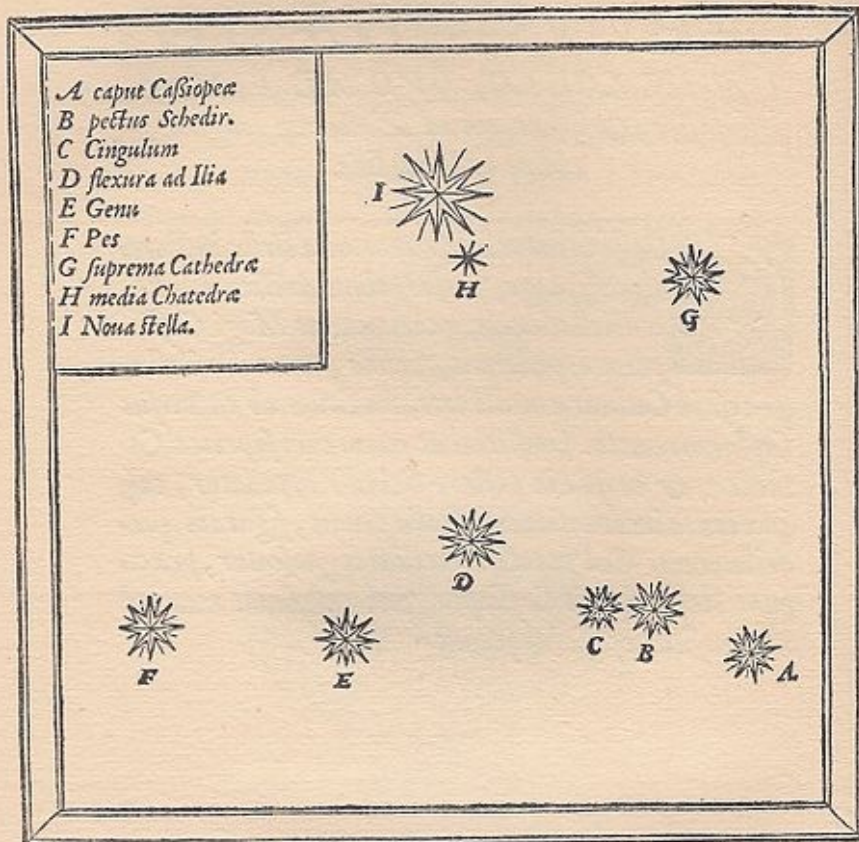 A caput Caßiopeæ
B pectus Schedir.
C Cingulum
D flexura ad Ilia
E Genu
F Pes
G ſuprema Cathedræ
H media Chatedræ
I Noua ſtella.
I
H
G
D
C
B
A
F
E